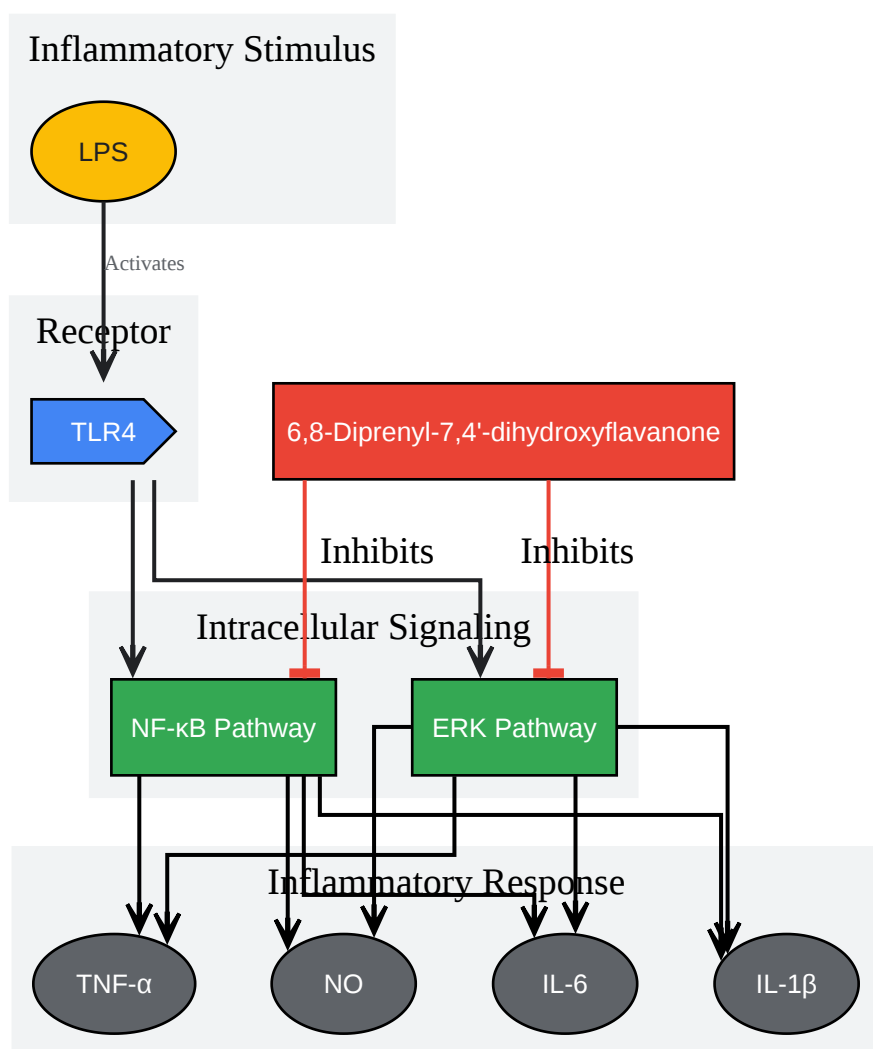 Inflammatory Stimulus
LPS
Activates
Receptor
TLR4
6,8-Diprenyl-7,4'-dihydroxyflavanone
Inhibits
Inhibits
Intracellular Signaling
NF-κB Pathway
ERK Pathway
Inflammatory Response
TNF-α
NO
IL-6
IL-1β